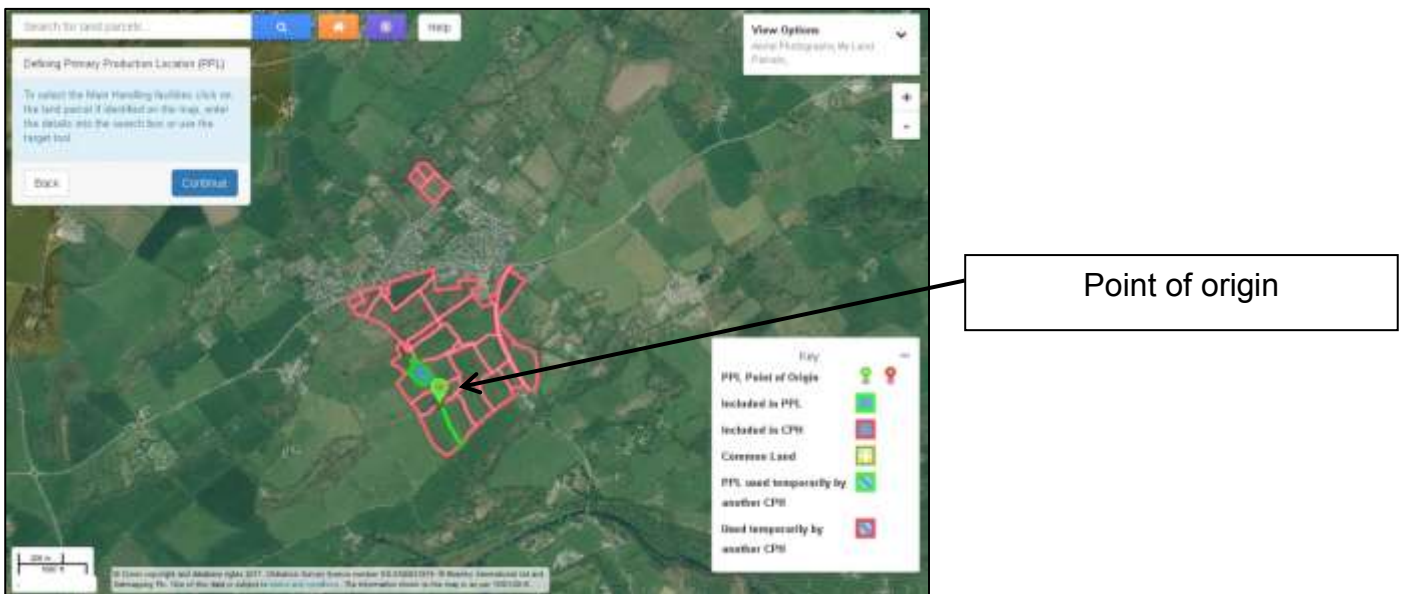 Search for land parcels...
Help
Defining Primary Production Location (PPL)
To select the Main Handling facilities click on
the land parcel if identified on the map, enter
the details into the search box or use the
target tool
Back
Continue
View Options
Aerial Photography, My Land
Parcels,
+
-
Point of origin
Key
PPL Point of Origin
Included in PPL
Included in CPH
Common Land
PPL used temporarily by
another CPH
Used temporarily by
another CPH